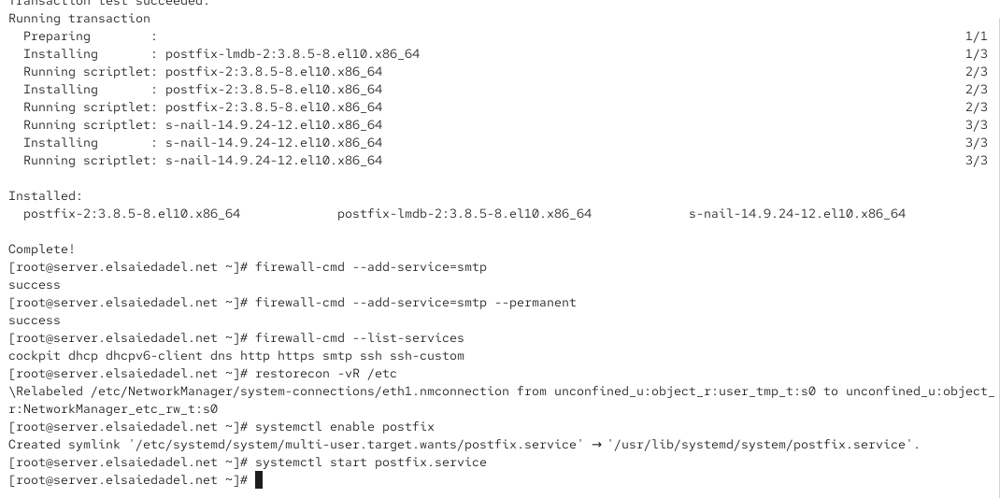 Transaction test succeeded.
Running transaction
  Preparing        :                                                                                                           1/1
  Installing       : postfix-lmdb-2:3.8.5-8.el10.x86_64                                                                         1/3
  Running scriptlet: postfix-2:3.8.5-8.el10.x86_64                                                                              2/3
  Installing       : postfix-2:3.8.5-8.el10.x86_64                                                                              2/3
  Running scriptlet: postfix-2:3.8.5-8.el10.x86_64                                                                              2/3
  Running scriptlet: s-nail-14.9.24-12.el10.x86_64                                                                              3/3
  Installing       : s-nail-14.9.24-12.el10.x86_64                                                                              3/3
  Running scriptlet: s-nail-14.9.24-12.el10.x86_64                                                                              3/3

Installed:
  postfix-2:3.8.5-8.el10.x86_64             postfix-lmdb-2:3.8.5-8.el10.x86_64             s-nail-14.9.24-12.el10.x86_64

Complete!
[root@server.elsaiedadel.net ~]# firewall-cmd --add-service=smtp
success
[root@server.elsaiedadel.net ~]# firewall-cmd --add-service=smtp --permanent
success
[root@server.elsaiedadel.net ~]# firewall-cmd --list-services
cockpit dhcp dhcpv6-client dns http https smtp ssh ssh-custom
[root@server.elsaiedadel.net ~]# restorecon -vR /etc
\Relabeled /etc/NetworkManager/system-connections/eth1.nmconnection from unconfined_u:object_r:user_tmp_t:s0 to unconfined_u:object_
r:NetworkManager_etc_rw_t:s0
[root@server.elsaiedadel.net ~]# systemctl enable postfix
Created symlink '/etc/systemd/system/multi-user.target.wants/postfix.service' → '/usr/lib/systemd/system/postfix.service'.
[root@server.elsaiedadel.net ~]# systemctl start postfix.service
[root@server.elsaiedadel.net ~]#